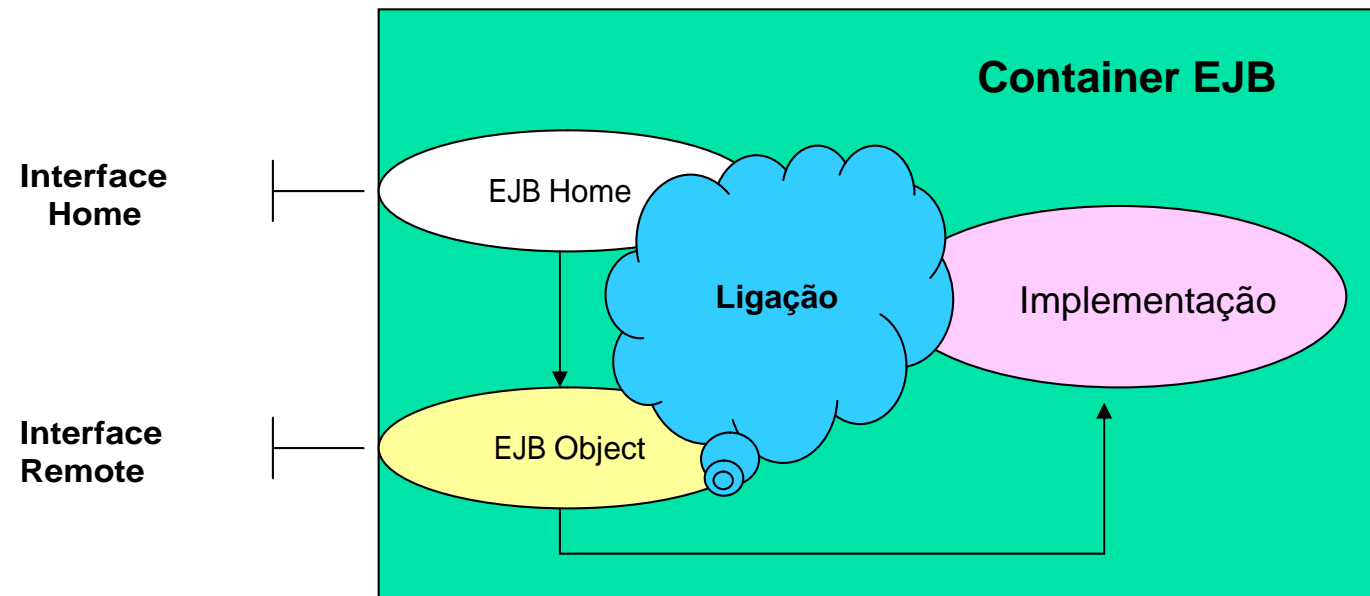 Container EJB
Interface
Home
EJB Home
Ligação
Implementação
Interface
Remote
EJB Object